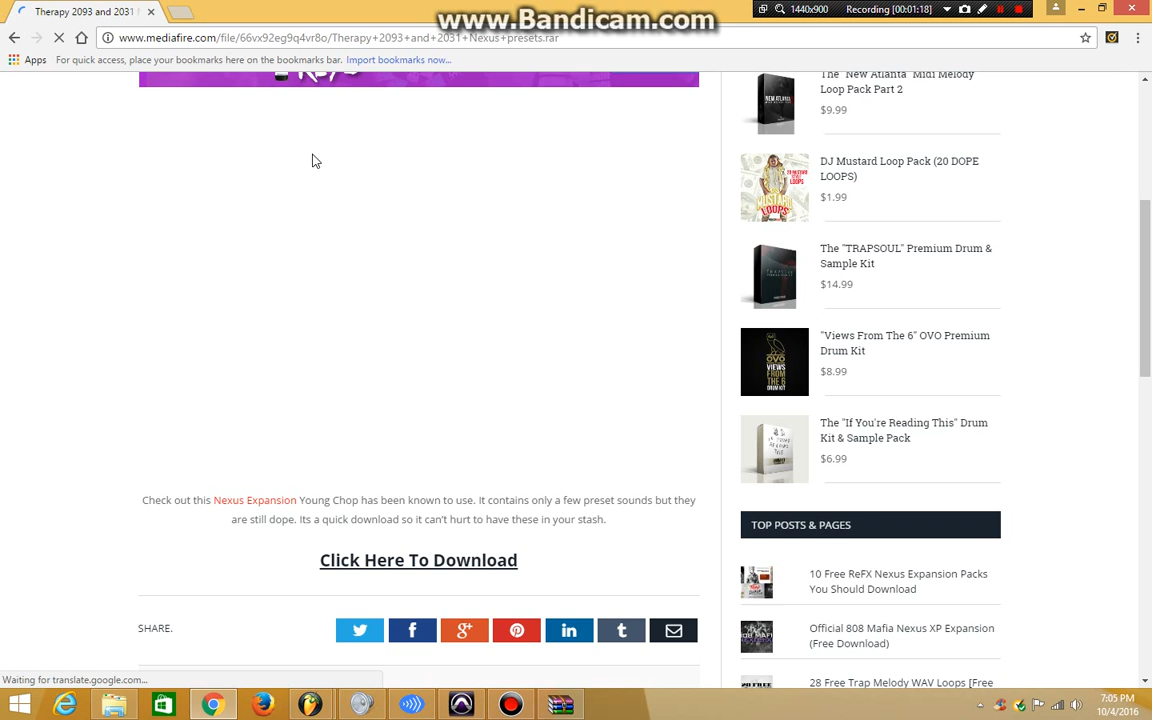 Therapy 2093 and 2031
www.Bandicam.com
1440x900
Recording [00:01:18]
www.mediafire.com/file/66vx92eg9q4vr8o/Therapy+2093+and+2031+Nexus+presets.rar
Apps
For quick access, place your bookmarks here on the bookmarks bar.
Import bookmarks now...
The "New Atlanta" Midi Melody
Loop Pack Part 2
$9.99
DJ Mustard Loop Pack (20 DOPE
LOOPS)
$1.99
The "TRAPSOUL" Premium Drum &
Sample Kit
$14.99
"Views From The 6" OVO Premium
Drum Kit
$8.99
The "If You're Reading This" Drum
Kit & Sample Pack
$6.99
Check out this Nexus Expansion Young Chop has been known to use. It contains only a few preset sounds but they
are still dope. Its a quick download so it can't hurt to have these in your stash.
Click Here To Download
SHARE.
TOP POSTS & PAGES
10 Free ReFX Nexus Expansion Packs
You Should Download
Official 808 Mafia Nexus XP Expansion
(Free Download)
28 Free Trap Melody WAV Loops [Free
Waiting for translate.google.com...
7:05 PM
10/4/2016